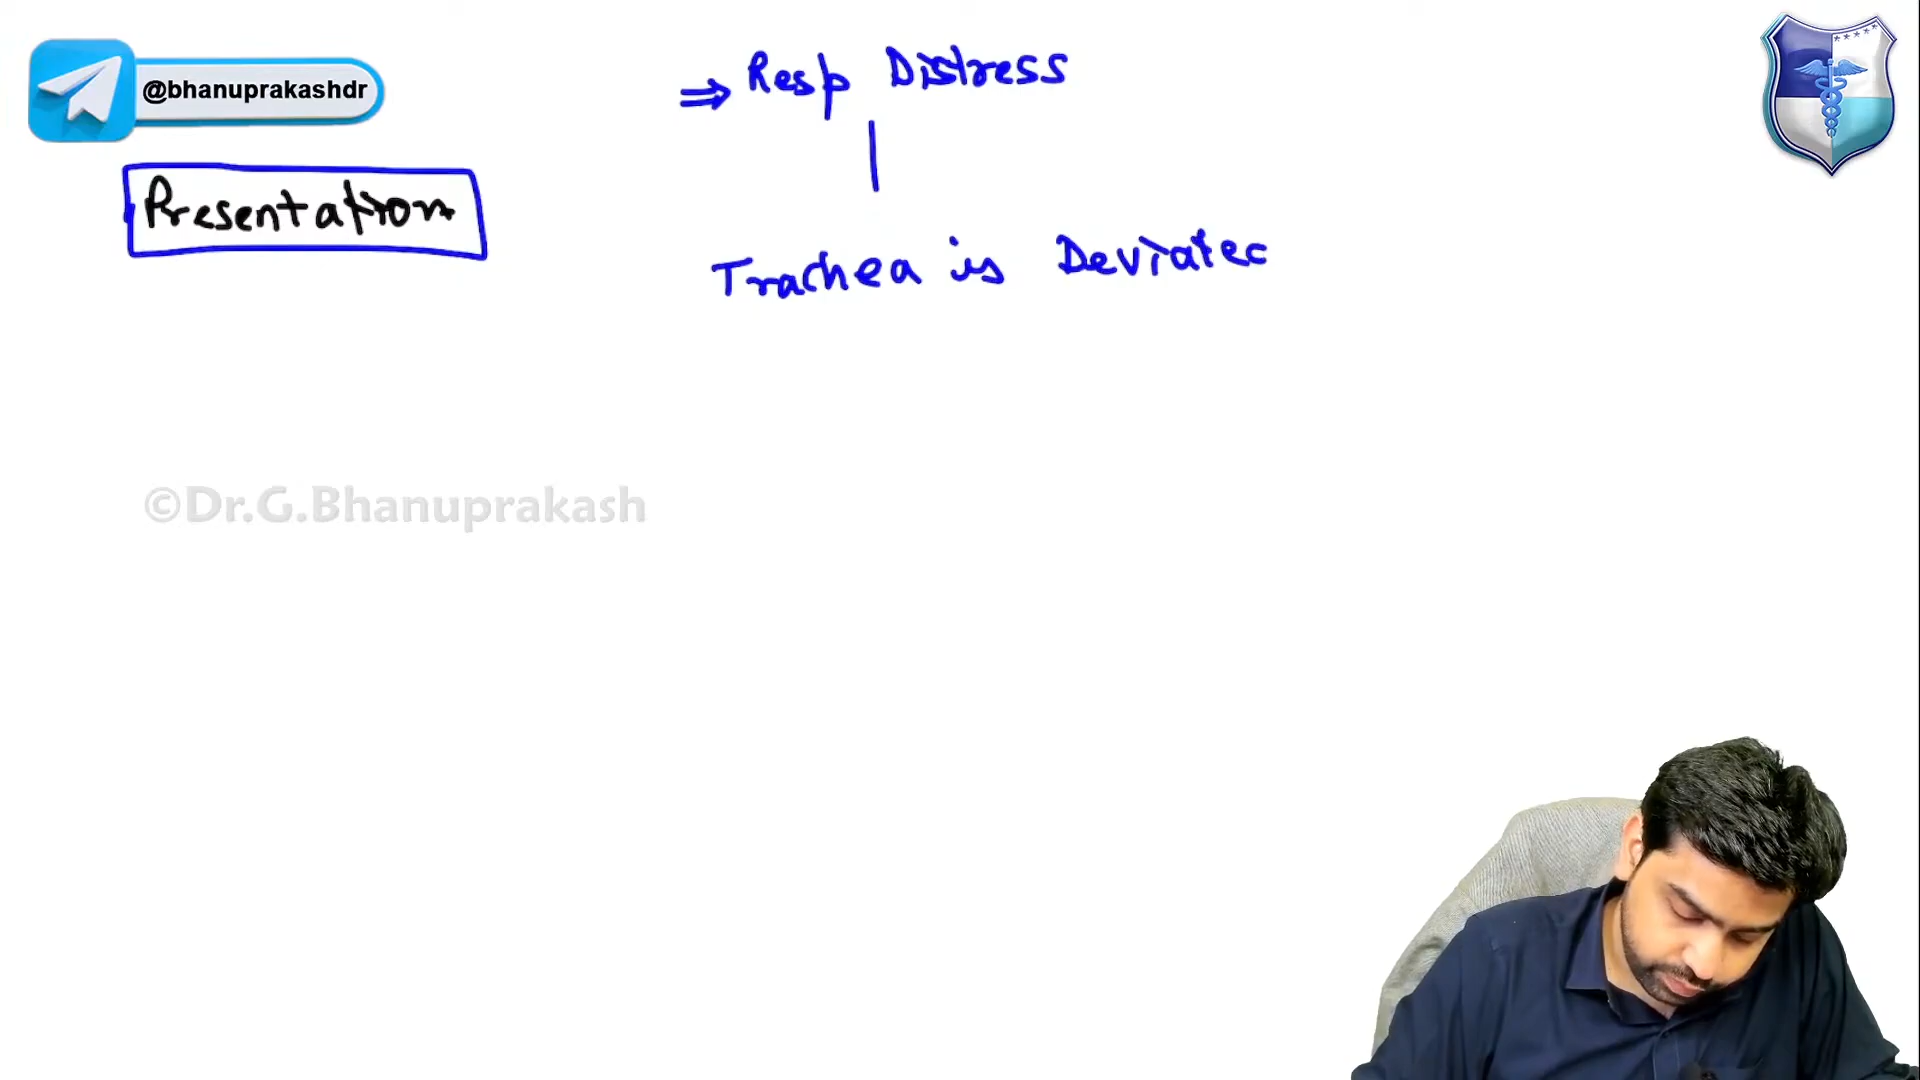 @bhanuprakashdr
⇒ Resp Distress
Presentation
Trachea is Deviatec
©Dr.G.Bhanuprakash